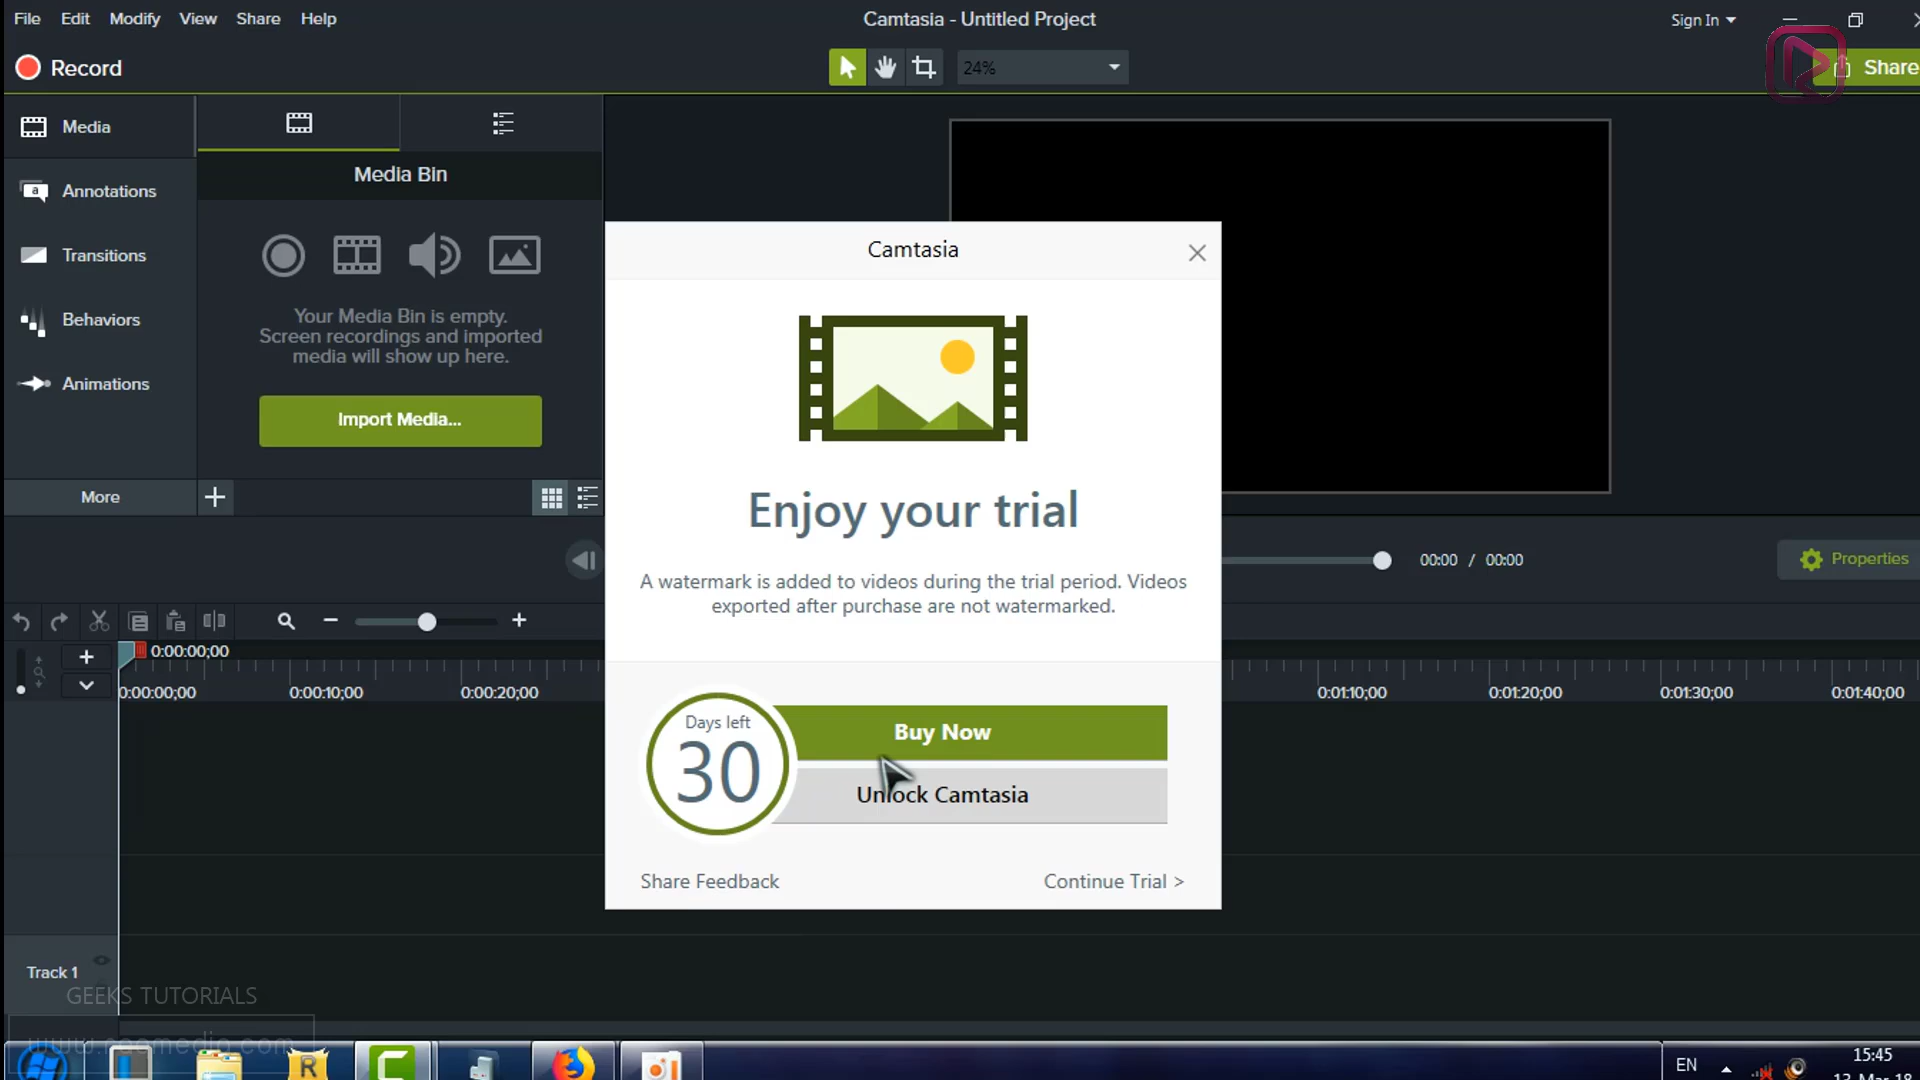 File Edit Modify View Share Help
Camtasia - Untitled Project
Sign In
Record
24%
Share
Media
Annotations
Transitions
Behaviors
Animations
More
Media Bin
Your Media Bin is empty.
Screen recordings and imported
media will show up here.
Import Media...
Camtasia
Enjoy your trial
A watermark is added to videos during the trial period. Videos
exported after purchase are not watermarked.
Days left
30
Buy Now
Unlock Camtasia
Share Feedback
Continue Trial >
00:00 / 00:00
Properties
0:00:00;00
0:00:00;00 0:00:10;00 0:00:20;00 0:01:10;00 0:01:20;00 0:01:30;00 0:01:40;00
Track 1
GEEKS TUTORIALS
EN
15:45
13-Mar-18